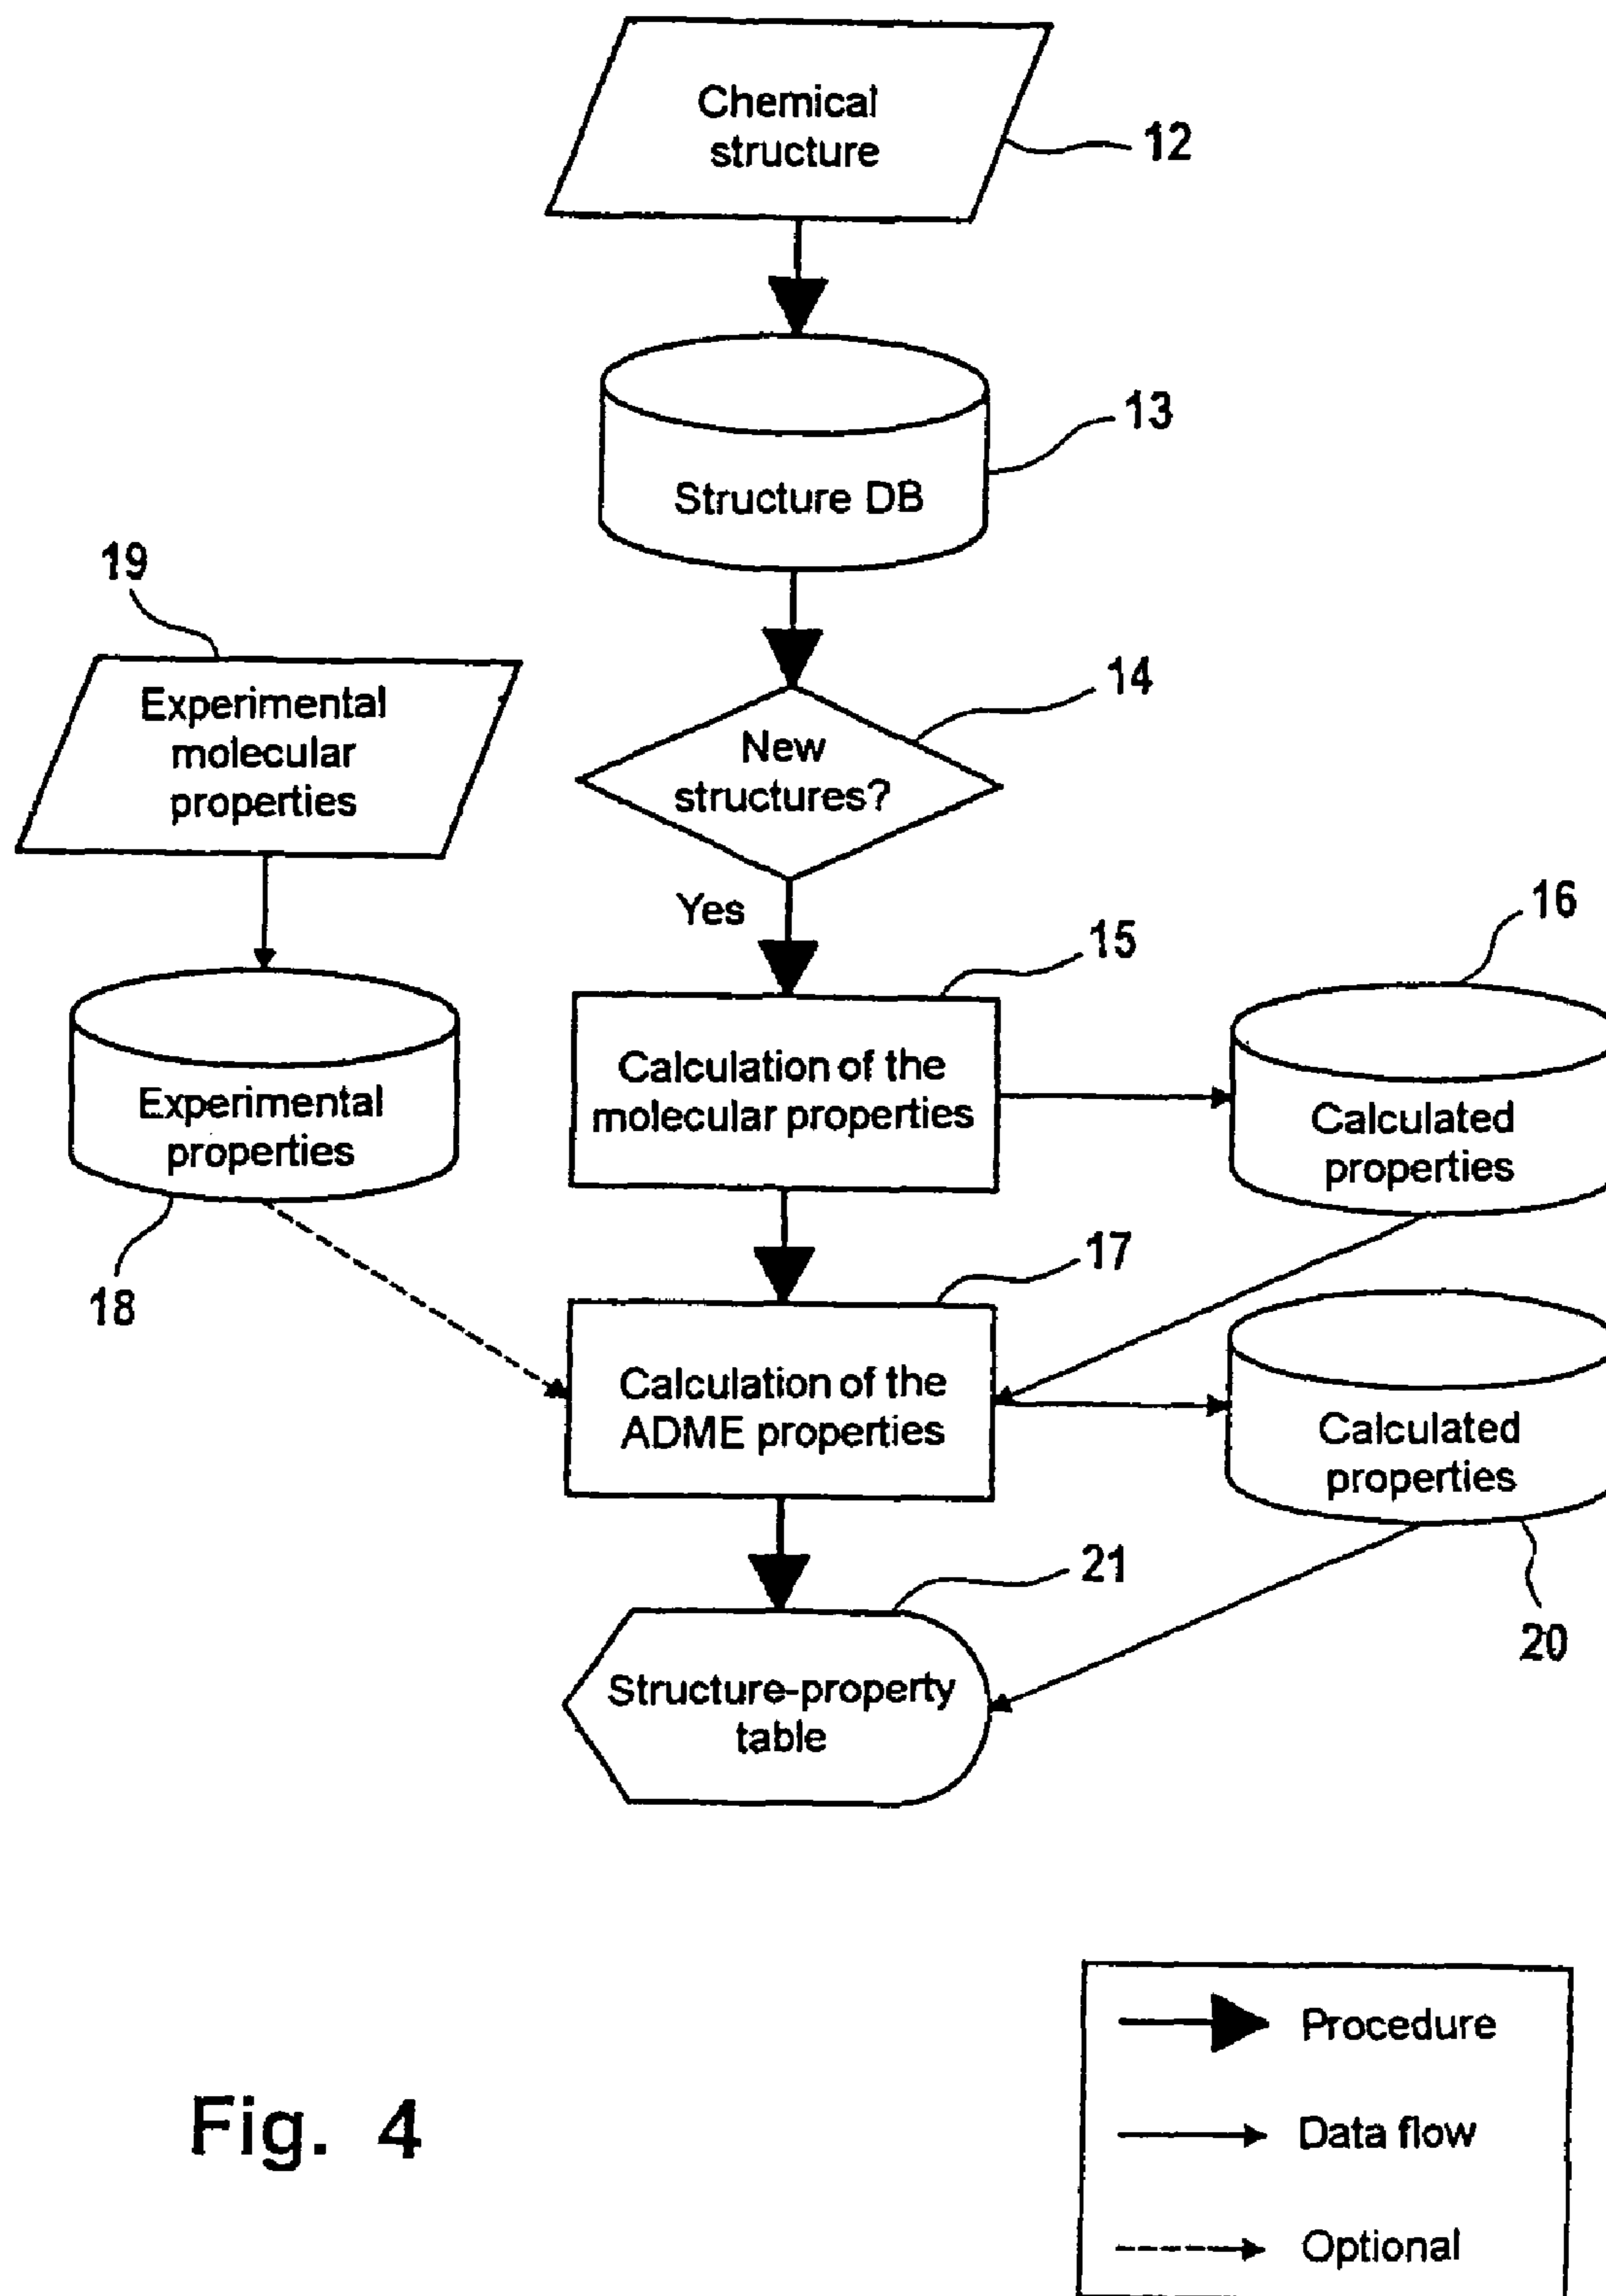 Chemical
structure
12
13
Structure DB
19
Experimental
molecular
properties
14
New
structures?
Yes
16
15
Calculation of the
molecular properties
Experimental
properties
Calculated
properties
18
17
Calculation of the
ADME properties
Calculated
properties
21
20
Structure-property
table
Procedure
Fig. 4
Data flow
Optional